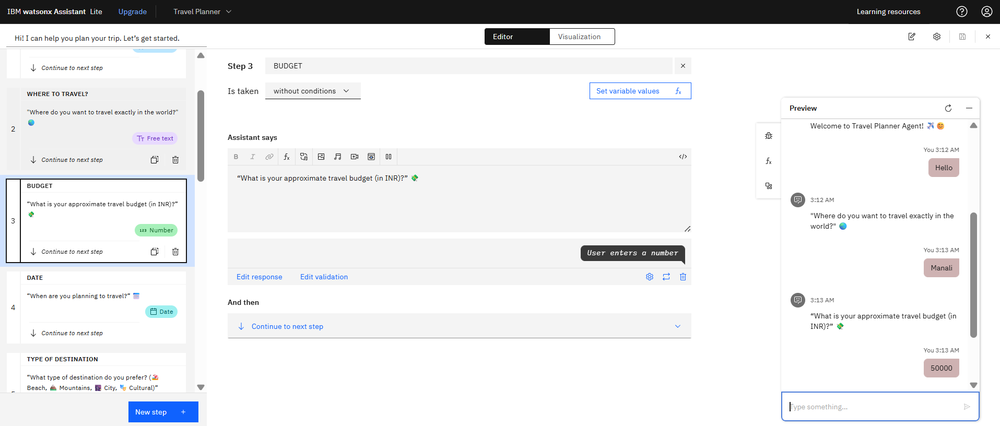 IBM watsonx Assistant Lite
Upgrade
Travel Planner
Learning resources
Hi! I can help you plan your trip. Let’s get started.
Editor
Visualization
Continue to next step
WHERE TO TRAVEL?
"Where do you want to travel exactly in the world?"
🌏
2
Free text
Continue to next step
BUDGET
“What is your approximate travel budget (in INR)?”
💸
3
123 Number
Continue to next step
DATE
“When are you planning to travel?” 🗓️
4
Date
Continue to next step
TYPE OF DESTINATION
“What type of destination do you prefer? (🏖️
Beach, ⛰️ Mountains, 🌆 City, 🎭 Cultural)”
New step +
Step 3
BUDGET
Is taken
without conditions
Set variable values fx
Assistant says
B I fx </>
“What is your approximate travel budget (in INR)?” 💸
User enters a number
Edit response
Edit validation
And then
Continue to next step
fx
Preview
Welcome to Travel Planner Agent! ✈️ 😊
You 3:12 AM
Hello
3:12 AM
"Where do you want to travel exactly in the
world?" 🌏
You 3:13 AM
Manali
3:13 AM
“What is your approximate travel budget (in
INR)?” 💸
You 3:13 AM
50000
Type something...